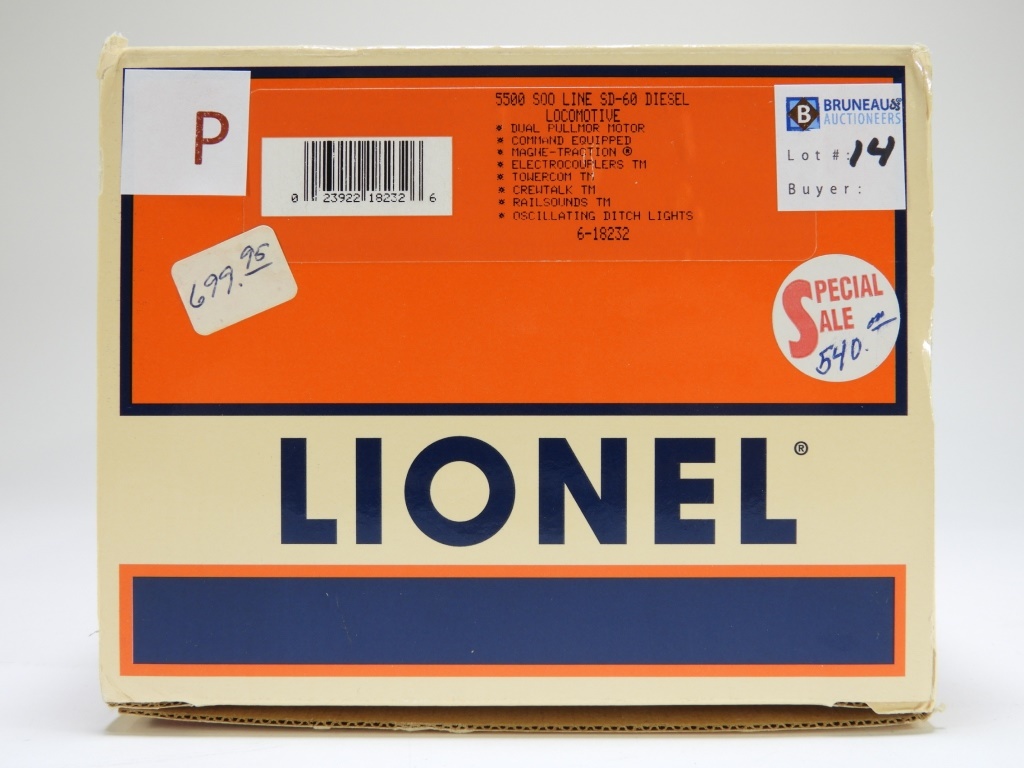 P
5500 SOO LINE SD-60 DIESEL
LOCOMOTIVE
* DUAL PULLMOR MOTOR
* COMMAND EQUIPPED
* MAGNE-TRACTION ®
* ELECTROCOUPLERS TM
* TOWERCOM TM
* CREWTALK TM
* RAILSOUNDS TM
* OSCILLATING DITCH LIGHTS
6-18232
0 23922 18232 6
B BRUNEAU &
AUCTIONEERS
Lot #: 14
Buyer:
699.95
SPECIAL
SALE
540.
LIONEL®